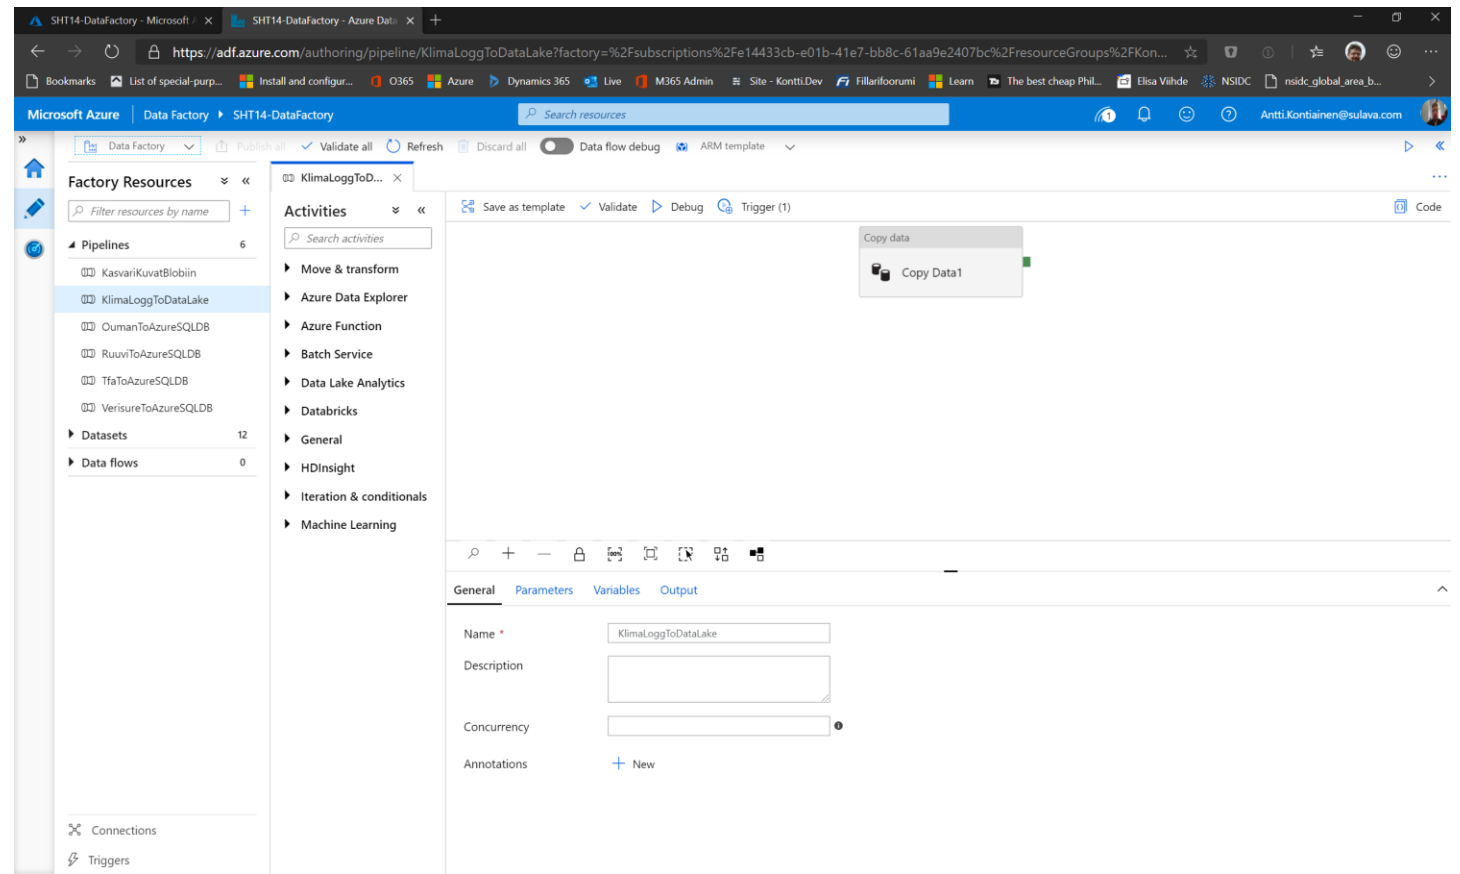 SHT14-DataFactory - Microsoft A
SHT14-DataFactory - Azure Data
https://adf.azure.com/authoring/pipeline/KlimaLoggToDataLake?factory=%2Fsubscriptions%2Fe14433cb-e01b-41e7-bb8c-61aa9e2407bc%2FresourceGroups%2FKon...
Bookmarks List of special-purp... Install and configur... O365 Azure Dynamics 365 Live M365 Admin Site - Kontti.Dev Fillarifoorumi Learn The best cheap Phil... Elisa Viihde NSIDC nsidc_global_area_b...
Microsoft Azure Data Factory SHT14-DataFactory Search resources 1 Antti.Kontiainen@sulava.com
Data Factory Publish all Validate all Refresh Discard all Data flow debug ARM template
Factory Resources
Filter resources by name
Pipelines 6
KasvariKuvatBlobiin
KlimaLoggToDataLake
OumanToAzureSQLDB
RuuviToAzureSQLDB
TfaToAzureSQLDB
VerisureToAzureSQLDB
Datasets 12
Data flows 0
Connections
Triggers
KlimaLoggToD...
Activities
Search activities
Move & transform
Azure Data Explorer
Azure Function
Batch Service
Data Lake Analytics
Databricks
General
HDInsight
Iteration & conditionals
Machine Learning
Save as template Validate Debug Trigger (1) Code
Copy data
Copy Data1
100%
General Parameters Variables Output
Name * KlimaLoggToDataLake
Description
Concurrency
Annotations New